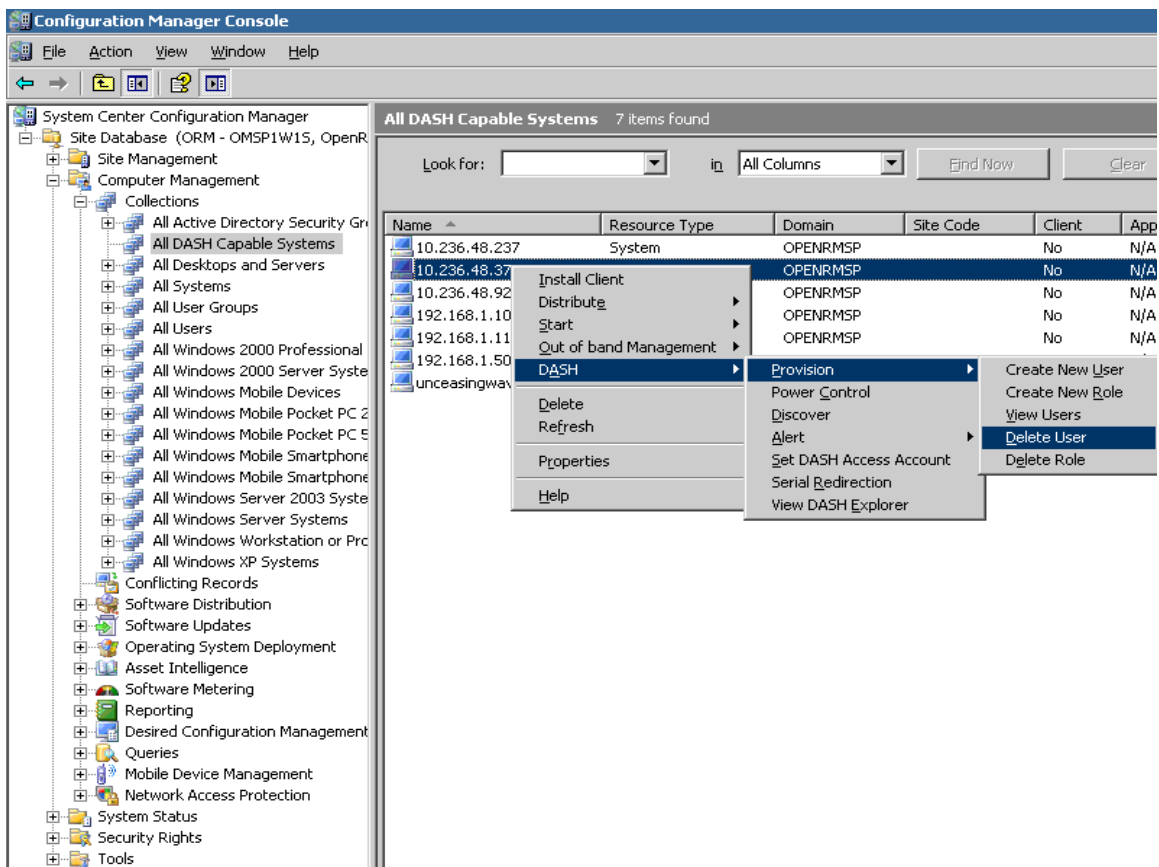 Configuration Manager Console
File Action View Window Help
System Center Configuration Manager
Site Database (ORM - OMSP1W1S, OpenR
Site Management
Computer Management
Collections
All Active Directory Security Gr
All DASH Capable Systems
All Desktops and Servers
All Systems
All User Groups
All Users
All Windows 2000 Professional
All Windows 2000 Server Syste
All Windows Mobile Devices
All Windows Mobile Pocket PC 2
All Windows Mobile Pocket PC 5
All Windows Mobile Smartphone
All Windows Mobile Smartphone
All Windows Server 2003 Syste
All Windows Server Systems
All Windows Workstation or Prc
All Windows XP Systems
Conflicting Records
Software Distribution
Software Updates
Operating System Deployment
Asset Intelligence
Software Metering
Reporting
Desired Configuration Management
Queries
Mobile Device Management
Network Access Protection
System Status
Security Rights
Tools
All DASH Capable Systems 7 items found
Look for: in All Columns Find Now Clear
Name Resource Type Domain Site Code Client App
10.236.48.237 System OPENRMSP No N/A
10.236.48.37 OPENRMSP No N/A
10.236.48.92 OPENRMSP No N/A
192.168.1.10 OPENRMSP No N/A
192.168.1.11 OPENRMSP No N/A
192.168.1.50
unceasingwav
Install Client
Distribute
Start
Out of band Management
DASH
Delete
Refresh
Properties
Help
Provision
Power Control
Discover
Alert
Set DASH Access Account
Serial Redirection
View DASH Explorer
Create New User
Create New Role
View Users
Delete User
Delete Role